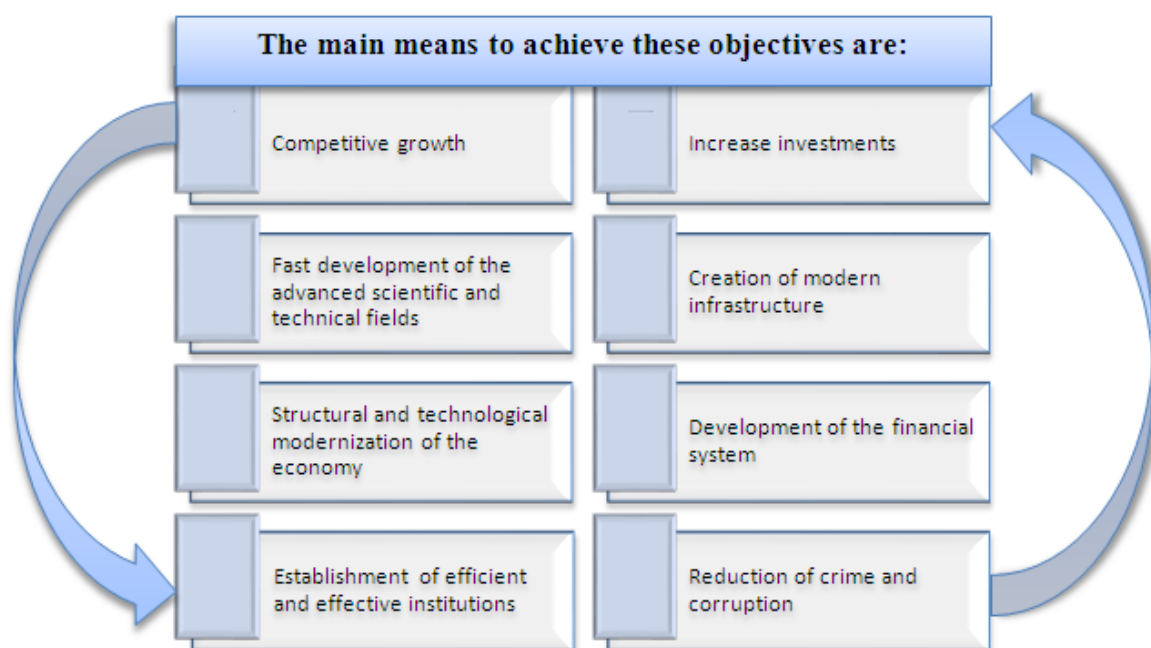 The main means to achieve these objectives are:
Competitive growth
Increase investments
Fast development of the
advanced scientific and
technical fields
Creation of modern
infrastructure
Structural and technological
modernization of the
economy
Development of the financial
system
Establishment of efficient
and effective institutions
Reduction of crime and
corruption